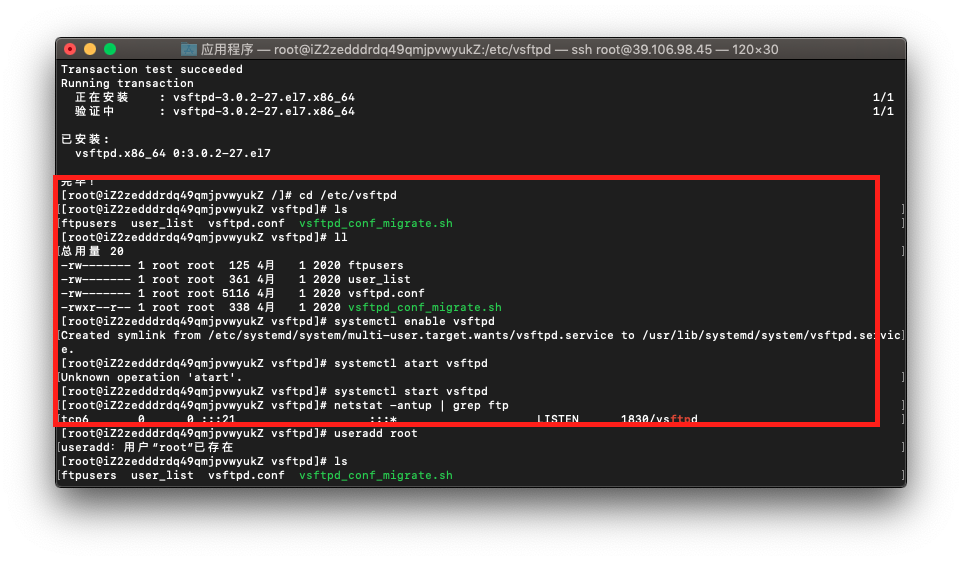 应用程序 — root@iZ2zedddrdq49qmjpvwyukZ:/etc/vsftpd — ssh root@39.106.98.45 — 120×30
Transaction test succeeded
Running transaction
  正在安装    : vsftpd-3.0.2-27.el7.x86_64                                                                          1/1
  验证中      : vsftpd-3.0.2-27.el7.x86_64                                                                          1/1
已安装:
  vsftpd.x86_64 0:3.0.2-27.el7
完毕!
[root@iZ2zedddrdq49qmjpvwyukZ /]# cd /etc/vsftpd
[[root@iZ2zedddrdq49qmjpvwyukZ vsftpd]# ls ]
[ftpusers  user_list  vsftpd.conf  vsftpd_conf_migrate.sh ]
[root@iZ2zedddrdq49qmjpvwyukZ vsftpd]# ll
[总用量 20 ]
-rw------- 1 root root  125 4月   1 2020 ftpusers
-rw------- 1 root root  361 4月   1 2020 user_list
-rw------- 1 root root 5116 4月   1 2020 vsftpd.conf
-rwxr--r-- 1 root root  338 4月   1 2020 vsftpd_conf_migrate.sh
[root@iZ2zedddrdq49qmjpvwyukZ vsftpd]# systemctl enable vsftpd
[Created symlink from /etc/systemd/system/multi-user.target.wants/vsftpd.service to /usr/lib/systemd/system/vsftpd.servic]
e.
[root@iZ2zedddrdq49qmjpvwyukZ vsftpd]# systemctl atart vsftpd
[Unknown operation 'atart'. ]
[root@iZ2zedddrdq49qmjpvwyukZ vsftpd]# systemctl start vsftpd
[[root@iZ2zedddrdq49qmjpvwyukZ vsftpd]# netstat -antup | grep ftp ]
[tcp6       0      0 :::21                   :::*                    LISTEN      1830/vsftpd ]
[root@iZ2zedddrdq49qmjpvwyukZ vsftpd]# useradd root
[useradd：用户“root”已存在 ]
[root@iZ2zedddrdq49qmjpvwyukZ vsftpd]# ls
[ftpusers  user_list  vsftpd.conf  vsftpd_conf_migrate.sh ]